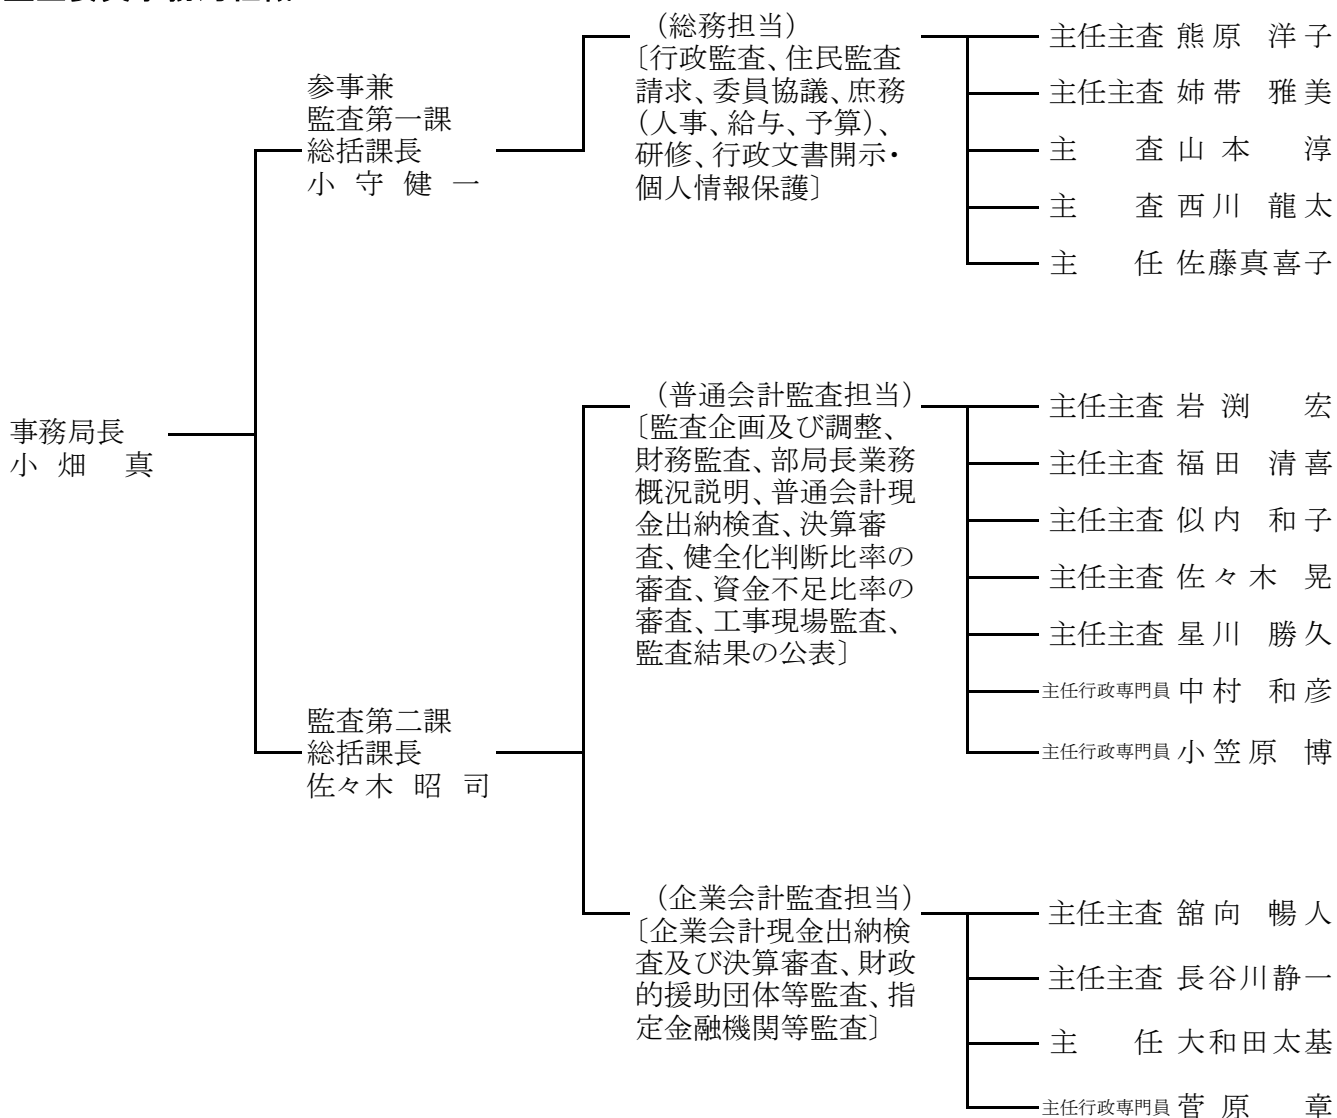 事務局長
小畑 真
参事兼
監査第一課
総括課長
小守健一
(総務担当)
〔行政監査、住民監査
請求、委員協議、庶務
(人事、給与、予算)、
研修、行政文書開示・
個人情報保護〕
主任主査 熊原 洋子
主任主査 姉帯 雅美
主 査 山本 淳
主 査 西川 龍太
主 任 佐藤真喜子
監査第二課
総括課長
佐々木 昭 司
(普通会計監査担当)
〔監査企画及び調整、
財務監査、部局長業務
概況説明、普通会計現
金出納検査、決算審
査、健全化判断比率の
審査、資金不足比率の
審査、工事現場監査、
監査結果の公表〕
主任主査 岩渕 宏
主任主査 福田 清喜
主任主査 似内 和子
主任主査 佐々木 晃
主任主査 星川 勝久
主任行政専門員 中村 和彦
主任行政専門員 小笠原 博
(企業会計監査担当)
〔企業会計現金出納検
査及び決算審査、財政
的援助団体等監査、指
定金融機関等監査〕
主任主査 舘向 暢人
主任主査 長谷川静一
主 任 大和田太基
主任行政専門員 菅原 章